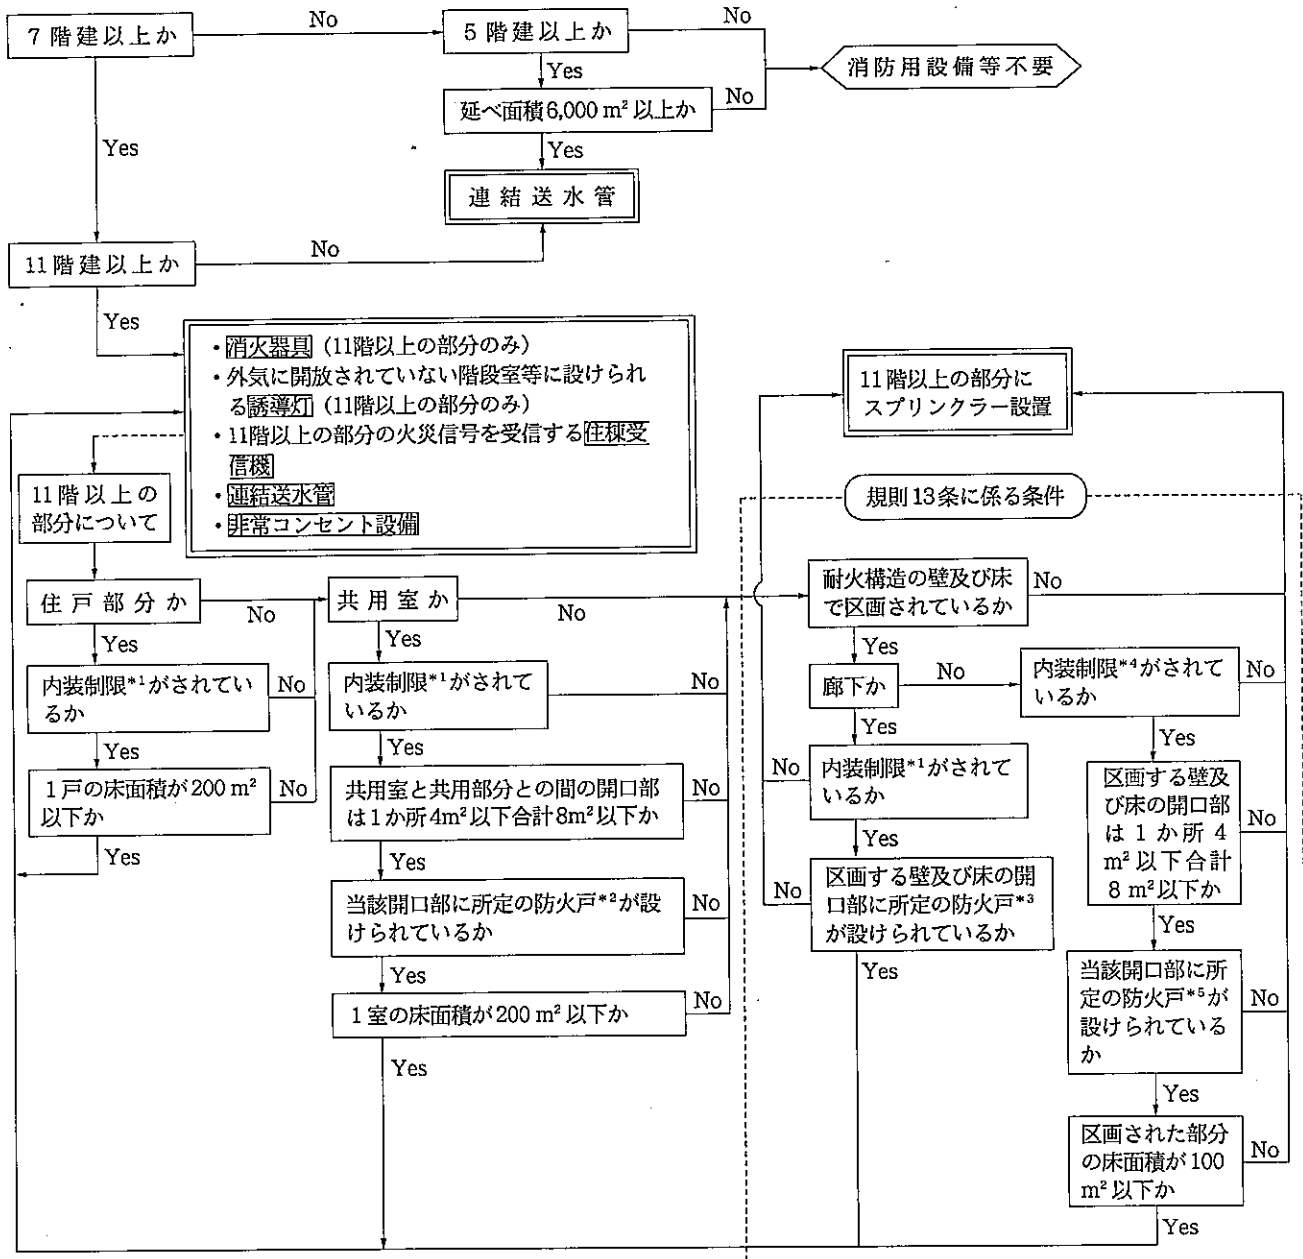 7階建以上か
No
5階建以上か
No
Yes
延べ面積6,000 m²以上か
No
消防用設備等不要
Yes
Yes
連結送水管
11階建以上か
No
Yes
・消火器具（11階以上の部分のみ）
・外気に開放されていない階段室等に設けられ
る誘導灯（11階以上の部分のみ）
・11階以上の部分の火災信号を受信する住棟受
信機
・連結送水管
・非常コンセント設備
11階以上の部分に
スプリンクラー設置
規則13条に係る条件
11階以上の
部分について
住戸部分か
No
Yes
内装制限*1がされてい
るか
No
Yes
1戸の床面積が200 m²
以下か
No
Yes
共用室か
No
Yes
内装制限*1がされて
いるか
No
Yes
共用室と共用部分との間の開口部
は1か所4m²以下合計8m²以下か
No
Yes
当該開口部に所定の防火戸*2が設
けられているか
No
Yes
1室の床面積が200 m²以下か
No
Yes
耐火構造の壁及び床
で区画されているか
No
Yes
廊下か
No
Yes
内装制限*1がされて
いるか
No
Yes
区画する壁及び床の開
口部に所定の防火戸*3
が設けられているか
No
Yes
内装制限*4がされて
いるか
No
Yes
区画する壁及
び床の開口部
は1か所4
m²以下合計
8 m²以下か
No
Yes
当該開口部に所
定の防火戸*5が
設けられている
か
No
Yes
区画された部分
の床面積が100
m²以下か
No
Yes